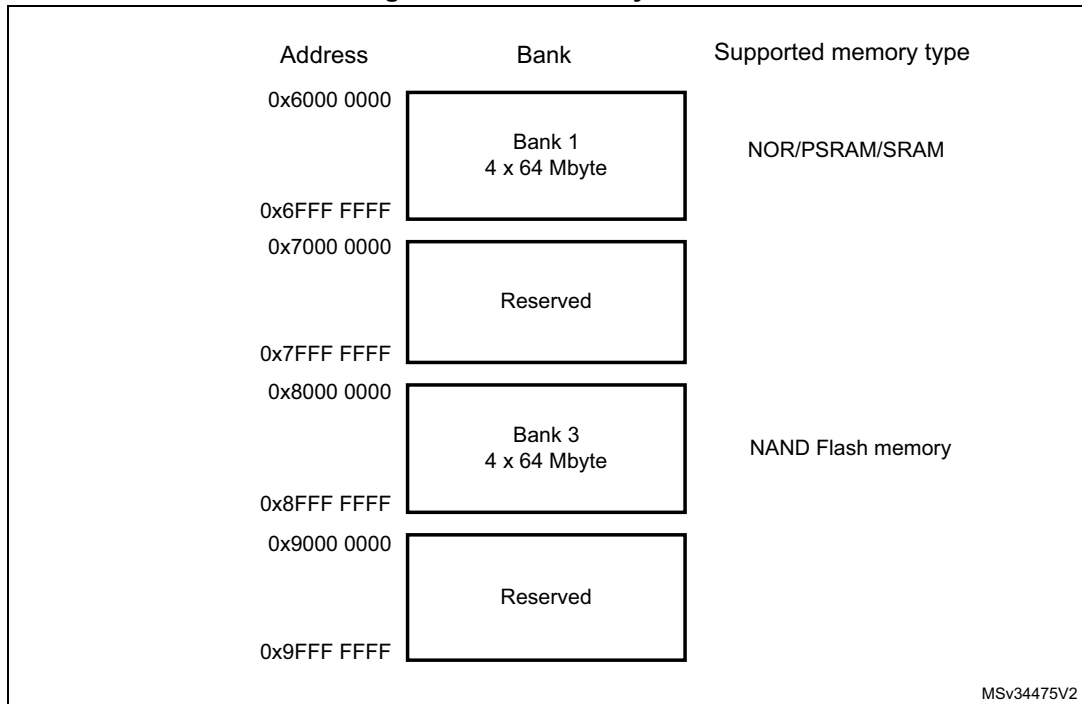 Address Bank Supported memory type
0x6000 0000
Bank 1
4 x 64 Mbyte
NOR/PSRAM/SRAM
0x6FFF FFFF
0x7000 0000
Reserved
0x7FFF FFFF
0x8000 0000
Bank 3
4 x 64 Mbyte
NAND Flash memory
0x8FFF FFFF
0x9000 0000
Reserved
0x9FFF FFFF
MSv34475V2